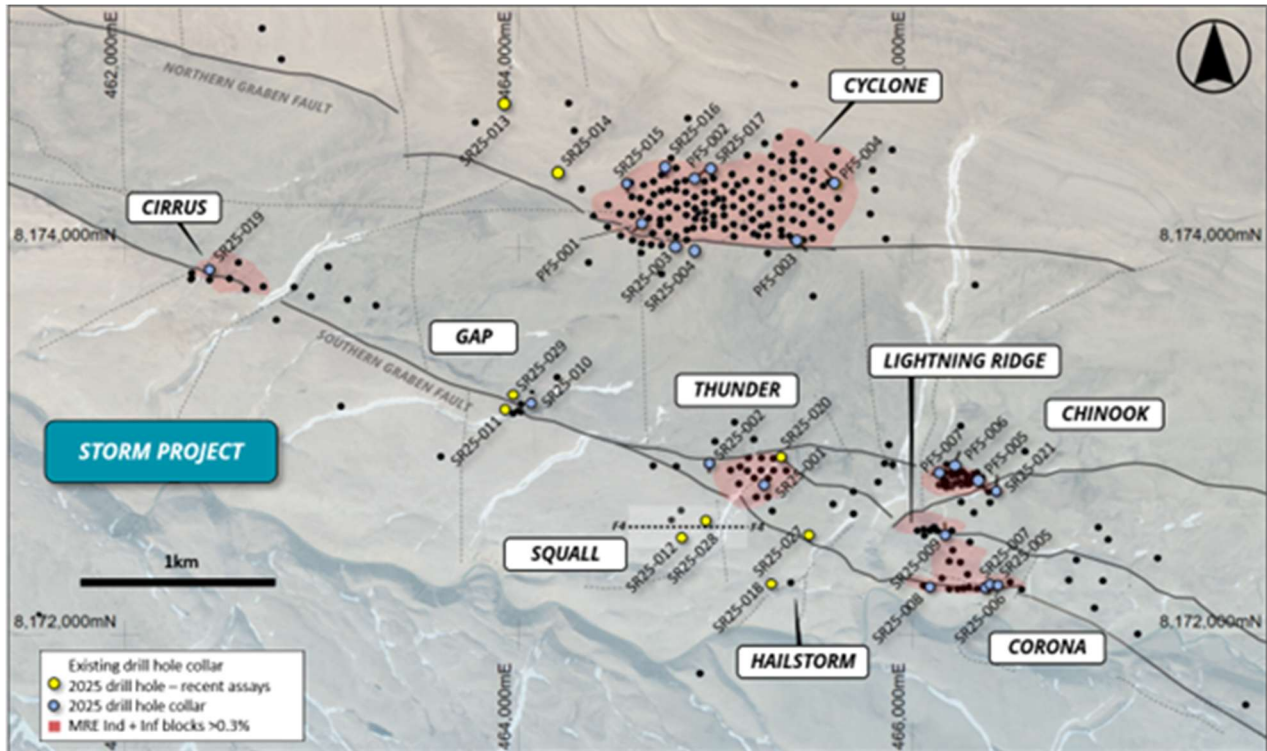 462,000mE
464,000mE
000mE
NORTHERN GRABEN FAULT
CYCLONE
SR25-013
SR25-014
SR25-015
SR25-016
PFS-002
SR25-017
PFS-004
CIRRUS
SR25-019
8,174,000mN
8,174,000mN
PFS-001
SR25-003
SR25-004
PFS-003
GAP
SOUTHERN GRABEN FAULT
SR25-029
SR25-010
SR25-011
LIGHTNING RIDGE
THUNDER
CHINOOK
SR25-002
SR25-020
SR25-001
PFS-007
PFS-006
PFS-005
SR25-021
STORM PROJECT
F4
F4
SQUALL
SR25-012
SR25-028
SR25-027
SR25-018
SR25-009
SR25-007
SR25-005
SR25-008
SR25-006
1km
8,172,000mN
8,172,000mN
HAILSTORM
CORONA
Existing drill hole collar
2025 drill hole – recent assays
2025 drill hole collar
MRE Ind + Inf blocks >0.3%
464,000mE
466,000mE